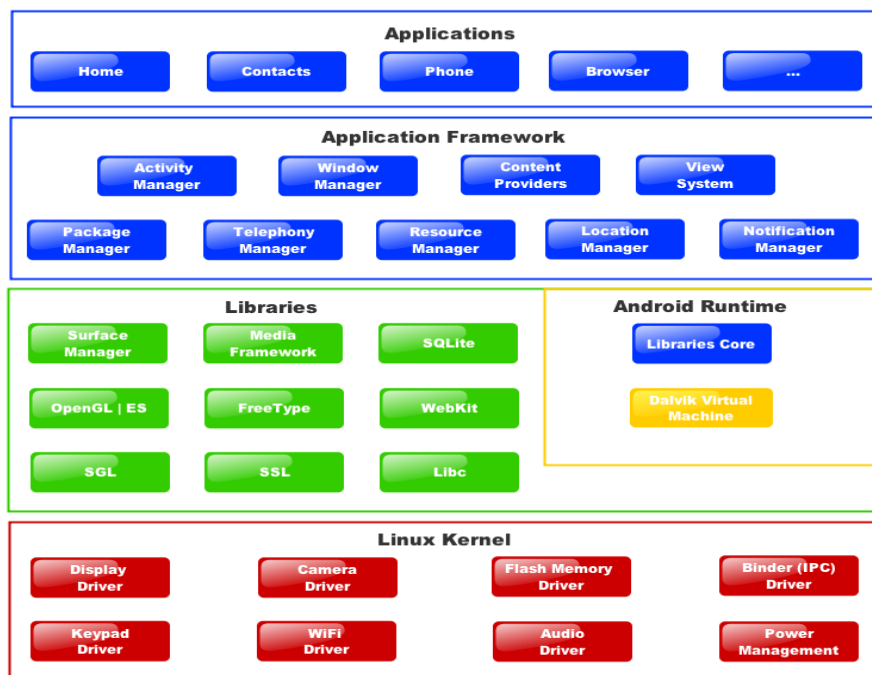 Applications
Home
Contacts
Phone
Browser
...
Application Framework
Activity
Manager
Window
Manager
Content
Providers
View
System
Package
Manager
Telephony
Manager
Resource
Manager
Location
Manager
Notification
Manager
Libraries
Surface
Manager
Media
Framework
SQLite
OpenGL | ES
FreeType
WebKit
SGL
SSL
Libc
Android Runtime
Libraries Core
Dalvik Virtual
Machine
Linux Kernel
Display
Driver
Camera
Driver
Flash Memory
Driver
Binder (IPC)
Driver
Keypad
Driver
WiFi
Driver
Audio
Driver
Power
Management